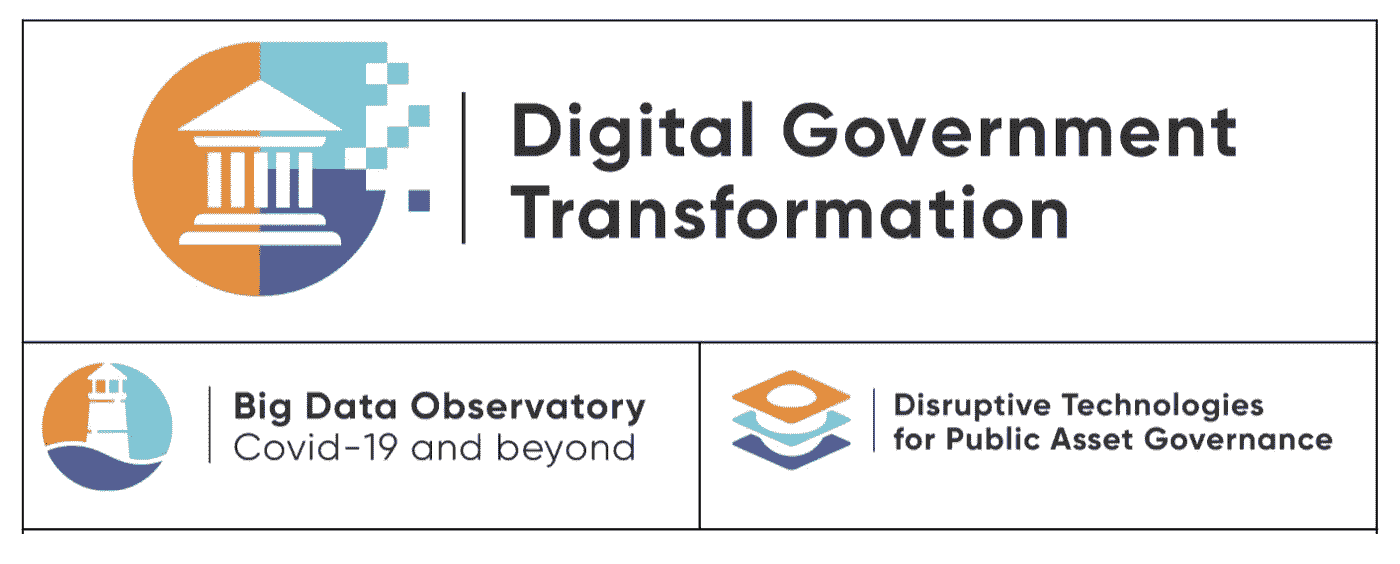 Digital Government
Transformation
Big Data Observatory
Covid-19 and beyond
Disruptive Technologies
for Public Asset Governance